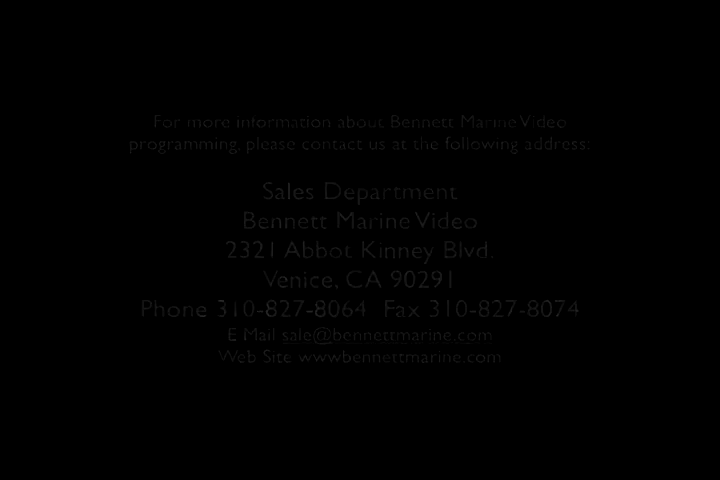 For more information about Bennett Marine Video
programming, please contact us at the following address:
Sales Department
Bennett Marine Video
2321 Abbot Kinney Blvd.
Venice, CA 90291
Phone 310-827-8064 Fax 310-827-8074
E Mail sale@bennettmarine.com
Web Site www.bennettmarine.com